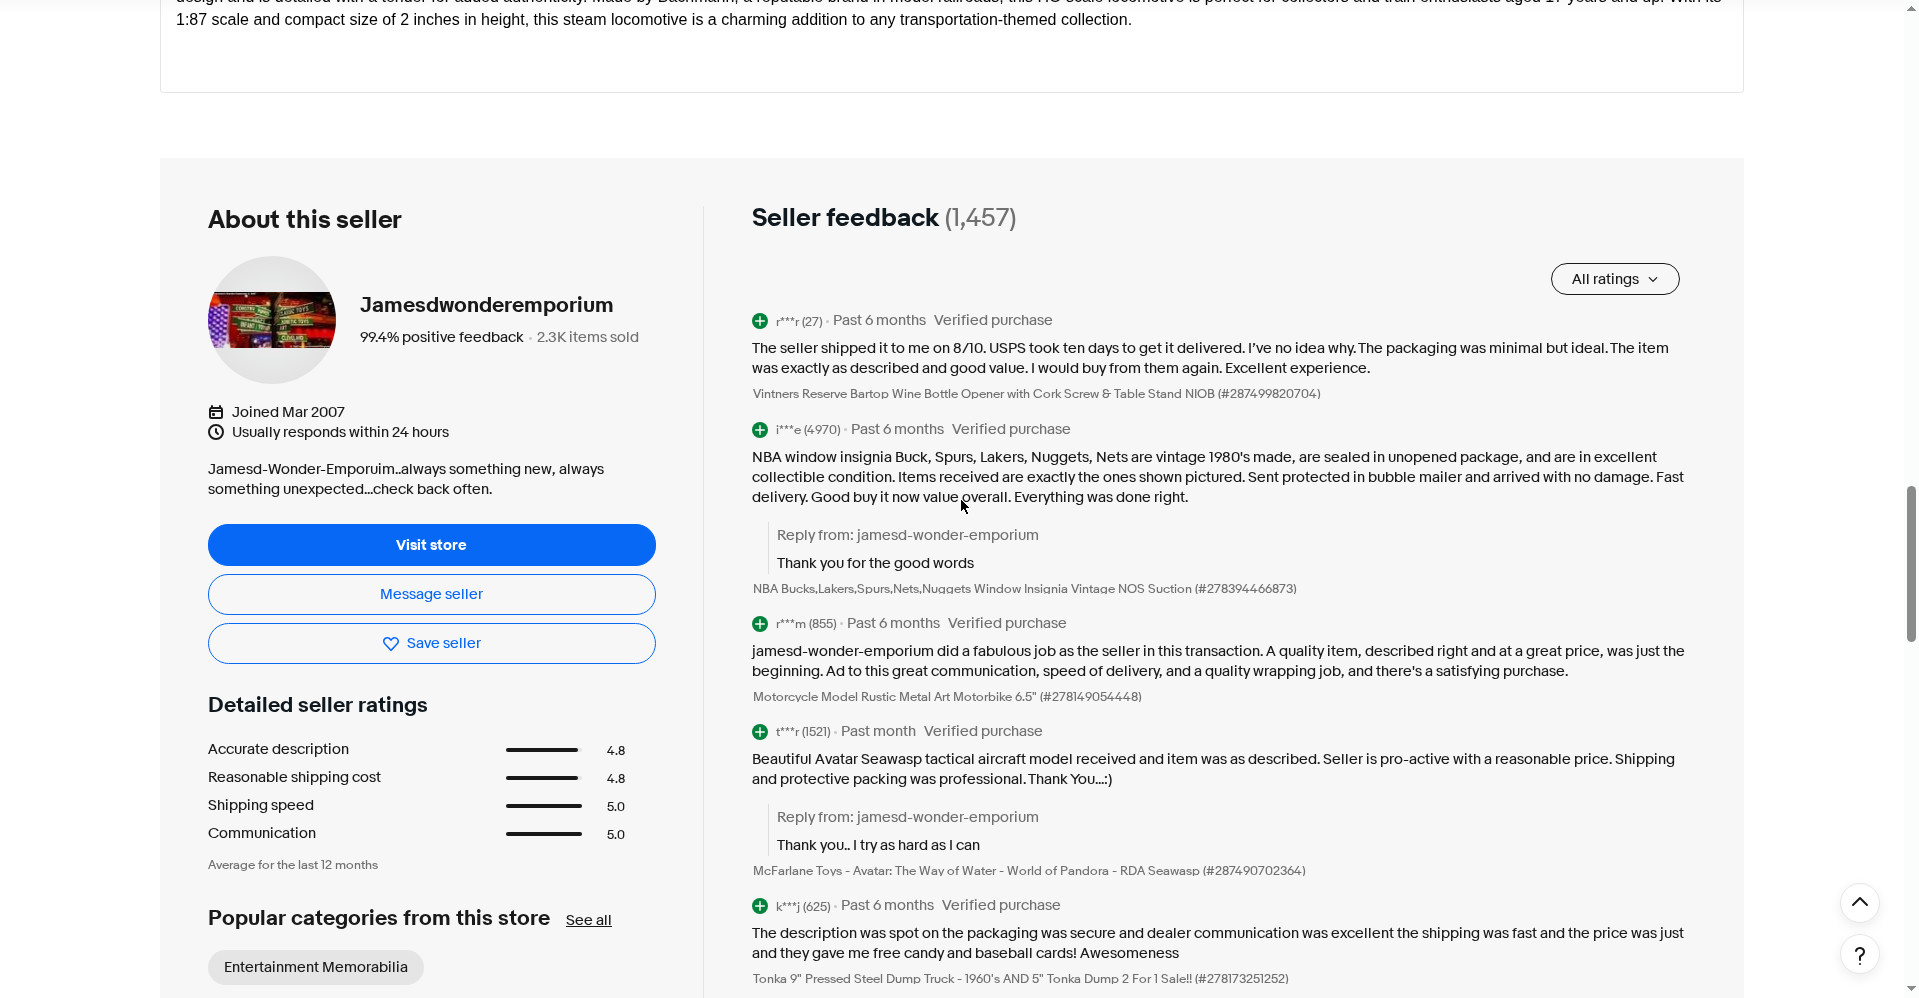 1:87 scale and compact size of 2 inches in height, this steam locomotive is a charming addition to any transportation-themed collection.
About this seller
Jamesdwonderemporium
99.4% positive feedback · 2.3K items sold
Joined Mar 2007
Usually responds within 24 hours
Jamesd-Wonder-Emporuim..always something new, always
something unexpected...check back often.
Visit store
Message seller
Save seller
Detailed seller ratings
Accurate description 4.8
Reasonable shipping cost 4.8
Shipping speed 5.0
Communication 5.0
Average for the last 12 months
Popular categories from this store See all
Entertainment Memorabilia
Seller feedback (1,457)
All ratings
r***r (27) · Past 6 months Verified purchase
The seller shipped it to me on 8/10. USPS took ten days to get it delivered. I've no idea why. The packaging was minimal but ideal. The item
was exactly as described and good value. I would buy from them again. Excellent experience.
Vintners Reserve Bartop Wine Bottle Opener with Cork Screw & Table Stand NIOB (#287499820704)
i***e (4970) · Past 6 months Verified purchase
NBA window insignia Buck, Spurs, Lakers, Nuggets, Nets are vintage 1980's made, are sealed in unopened package, and are in excellent
collectible condition. Items received are exactly the ones shown pictured. Sent protected in bubble mailer and arrived with no damage. Fast
delivery. Good buy it now value overall. Everything was done right.
Reply from: jamesd-wonder-emporium
Thank you for the good words
NBA Bucks,Lakers,Spurs,Nets,Nuggets Window Insignia Vintage NOS Suction (#278394466873)
r***m (855) · Past 6 months Verified purchase
jamesd-wonder-emporium did a fabulous job as the seller in this transaction. A quality item, described right and at a great price, was just the
beginning. Ad to this great communication, speed of delivery, and a quality wrapping job, and there's a satisfying purchase.
Motorcycle Model Rustic Metal Art Motorbike 6.5" (#278149054448)
t***r (1521) · Past month Verified purchase
Beautiful Avatar Seawasp tactical aircraft model received and item was as described. Seller is pro-active with a reasonable price. Shipping
and protective packing was professional. Thank You...:)
Reply from: jamesd-wonder-emporium
Thank you.. I try as hard as I can
McFarlane Toys - Avatar: The Way of Water - World of Pandora - RDA Seawasp (#287490702364)
k***j (625) · Past 6 months Verified purchase
The description was spot on the packaging was secure and dealer communication was excellent the shipping was fast and the price was just
and they gave me free candy and baseball cards! Awesomeness
Tonka 9" Pressed Steel Dump Truck - 1960's AND 5" Tonka Dump 2 For 1 Sale!! (#278173251252)